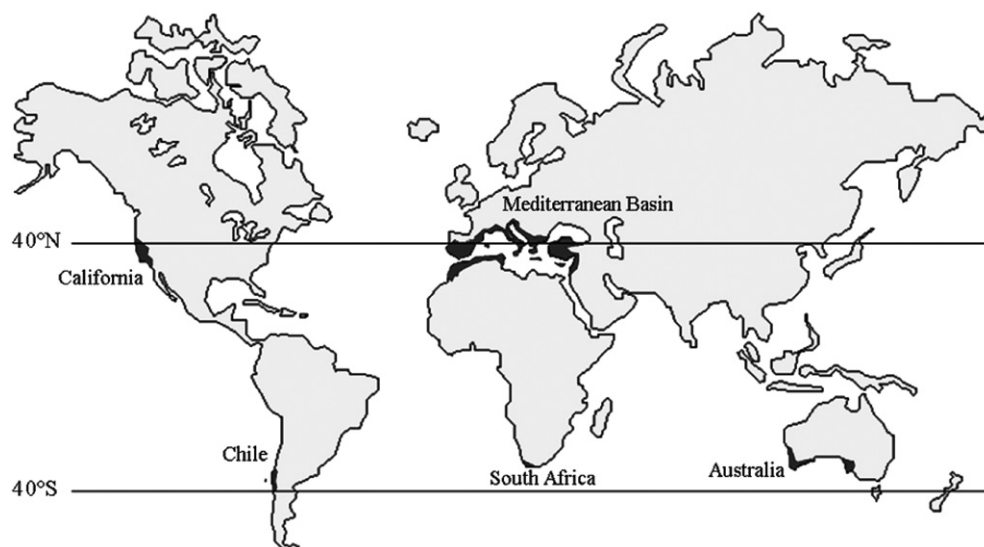 Mediterranean Basin
40°N
California
Chile
South Africa
Australia
40°S